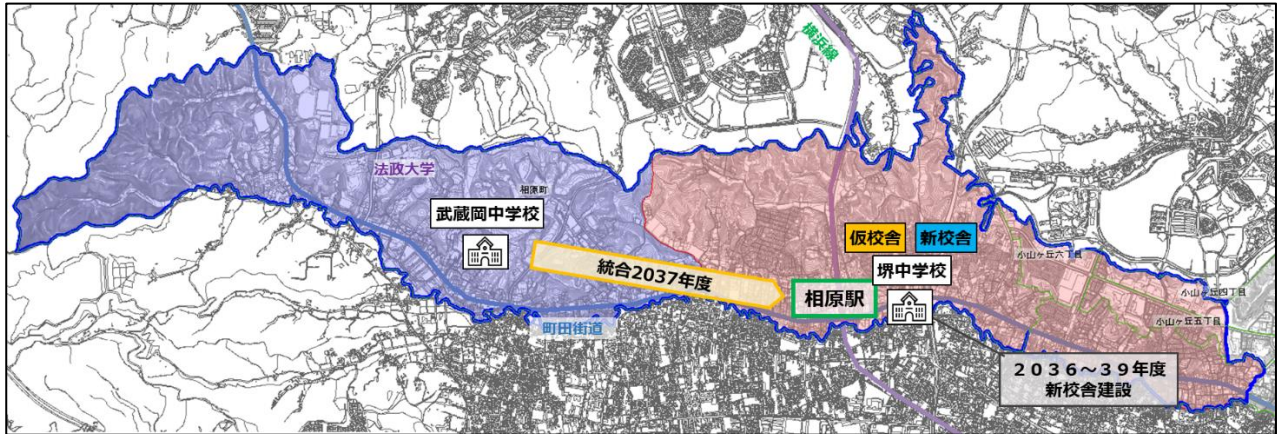 横浜線
法政大学
相原町
武蔵岡中学校
仮校舎
新校舎
堺中学校
小山ヶ丘六丁目
統合2037年度
相原駅
小山ヶ丘四丁目
小山ヶ丘五丁目
町田街道
２０３６～３９年度
新校舎建設